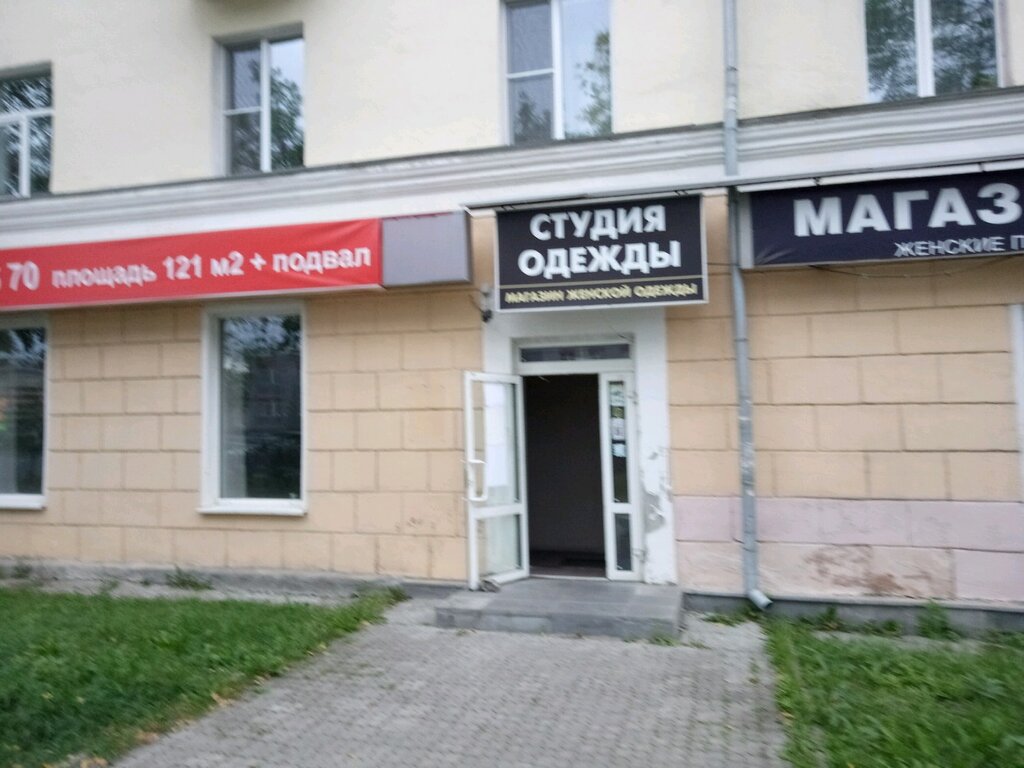 70 площадь 121 м2 + подвал
СТУДИЯ
ОДЕЖДЫ
МАГАЗИН ЖЕНСКОЙ ОДЕЖДЫ
МАГАЗ
ЖЕНСКИЕ П